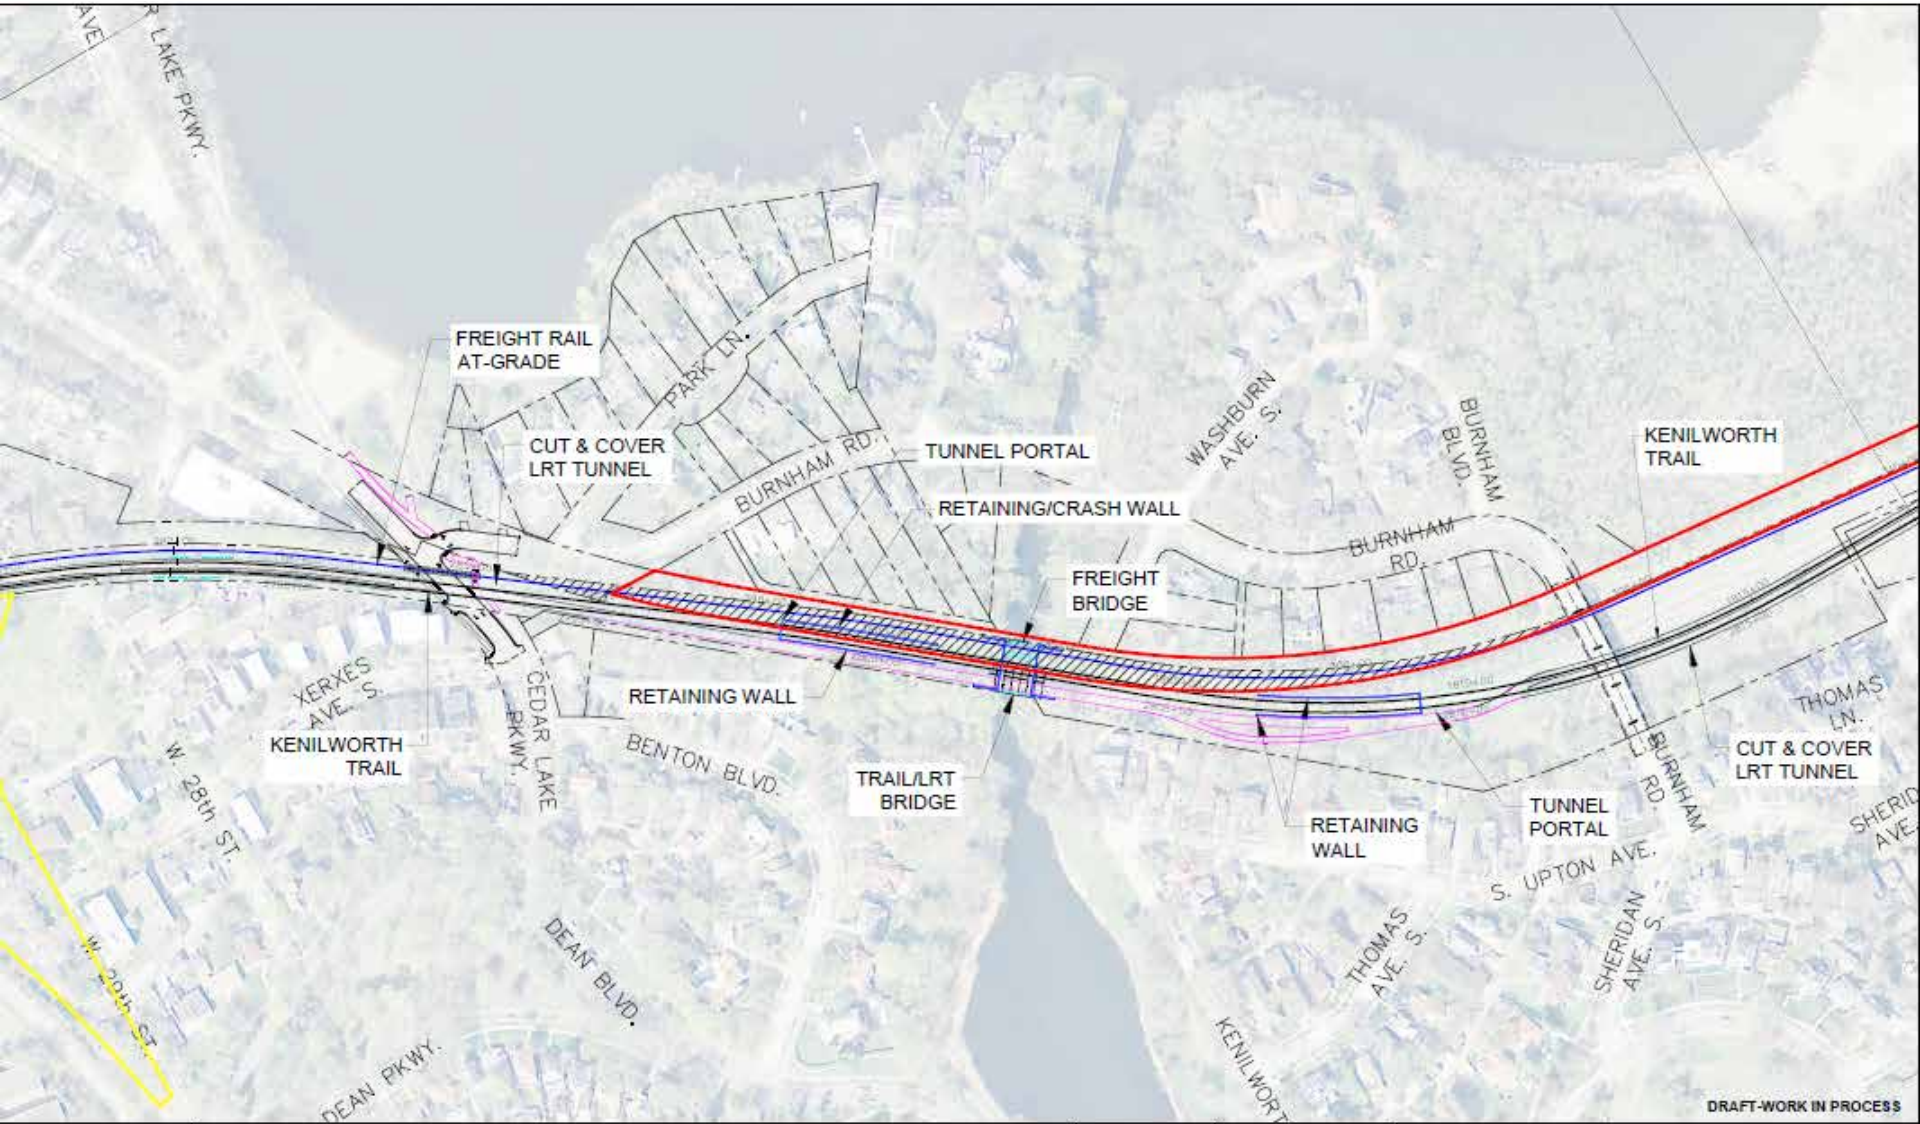 AVE
R LAKE PKWY.
FREIGHT RAIL
AT-GRADE
PARK LN.
CUT & COVER
LRT TUNNEL
BURNHAM RD.
TUNNEL PORTAL
RETAINING/CRASH WALL
WASHBURN
AVE. S.
BURNHAM
BLVD.
KENILWORTH
TRAIL
BURNHAM
RD.
FREIGHT
BRIDGE
XERXES
AVE. S.
RETAINING WALL
CEDAR LAKE
PKWY.
KENILWORTH
TRAIL
BENTON BLVD.
TRAIL/LRT
BRIDGE
THOMAS
LN.
CUT & COVER
LRT TUNNEL
BURNHAM
RD.
TUNNEL
PORTAL
RETAINING
WALL
SHERID
AVE.
W. 28th ST.
S. UPTON AVE.
W. 29th ST.
DEAN BLVD.
THOMAS
AVE. S.
SHERIDAN
AVE. S.
DEAN PKWY.
KENILWORT
DRAFT-WORK IN PROCESS